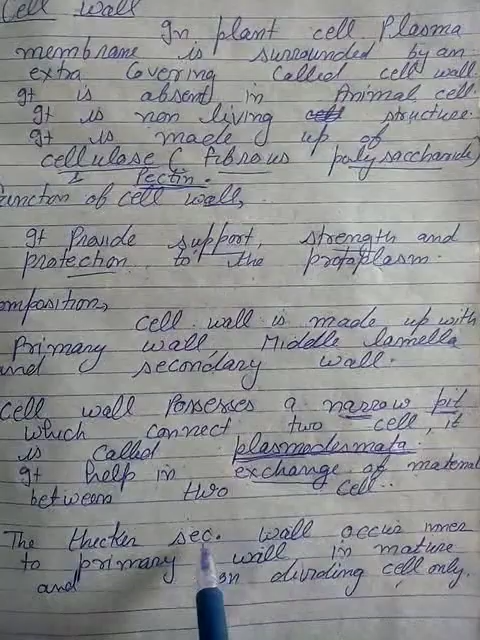 Cell wall
In plant cell Plasma
membrane is surrounded by an
extra covering called cell wall.
It is absent in Animal cell.
It is non living structure.
It is made up of
cellulase ( fibrous polysaccharide)
& Pectin.
Function of cell wall,
It Provide support, strength and
protection to the protoplasm.
omposition,
Cell wall is made up with
Primary wall, Middle lamella
and secondary wall.
Cell wall Possesses a narrow pit
which connect two cell, it
is called plasmodesmata.
It help in exchange of material
between two cell.
The thicker sec. wall occur inner
to primary wall in mature
and dividing cell only.